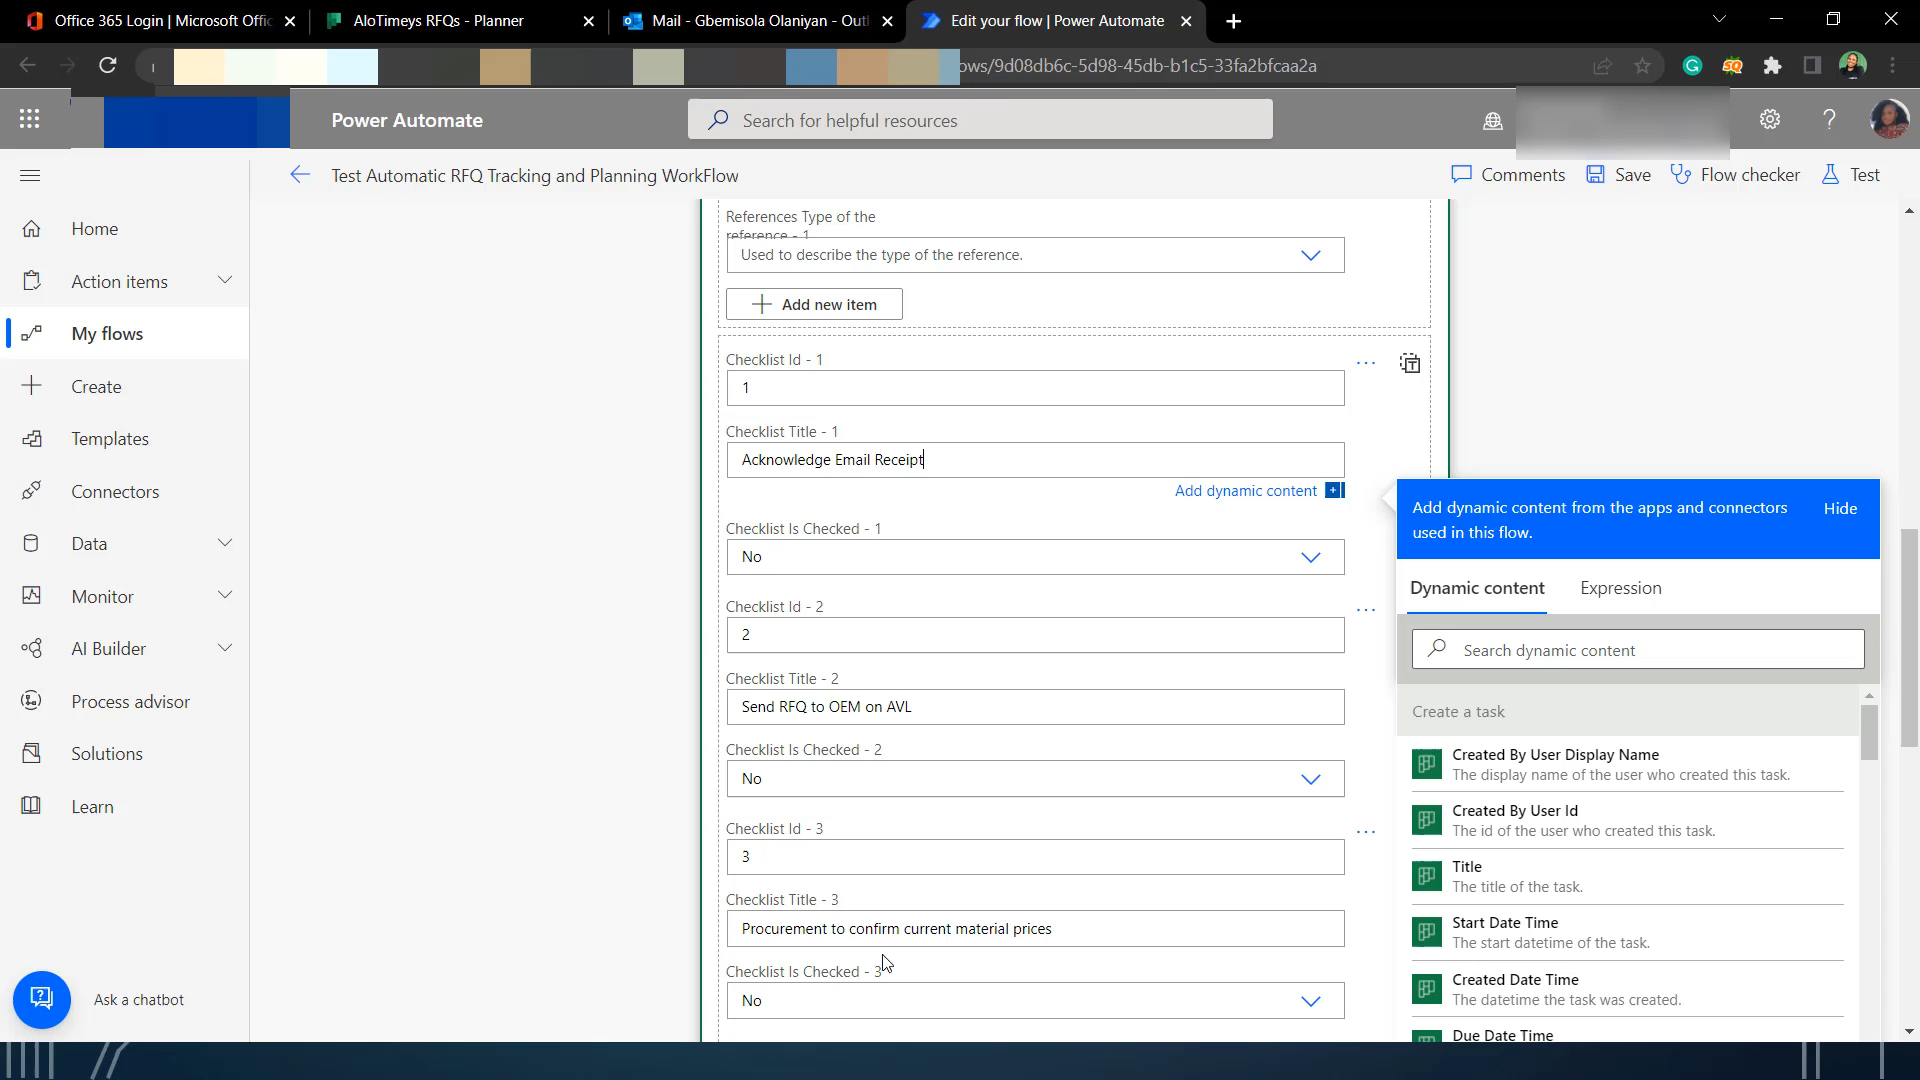 Office 365 Login | Microsoft Offic
AloTimeys RFQs - Planner
Mail - Gbemisola Olaniyan - Outl
Edit your flow | Power Automate
ows/9d08db6c-5d98-45db-b1c5-33fa2bfcaa2a
Power Automate
Search for helpful resources
Test Automatic RFQ Tracking and Planning WorkFlow
Comments
Save
Flow checker
Test
Home
Action items
My flows
Create
Templates
Connectors
Data
Monitor
AI Builder
Process advisor
Solutions
Learn
Ask a chatbot
References Type of the
reference - 1
Used to describe the type of the reference.
Add new item
Checklist Id - 1
1
Checklist Title - 1
Acknowledge Email Receipt
Add dynamic content
Checklist Is Checked - 1
No
Checklist Id - 2
2
Checklist Title - 2
Send RFQ to OEM on AVL
Checklist Is Checked - 2
No
Checklist Id - 3
3
Checklist Title - 3
Procurement to confirm current material prices
Checklist Is Checked - 3
No
Add dynamic content from the apps and connectors
used in this flow.
Hide
Dynamic content
Expression
Search dynamic content
Create a task
Created By User Display Name
The display name of the user who created this task.
Created By User Id
The id of the user who created this task.
Title
The title of the task.
Start Date Time
The start datetime of the task.
Created Date Time
The datetime the task was created.
Due Date Time